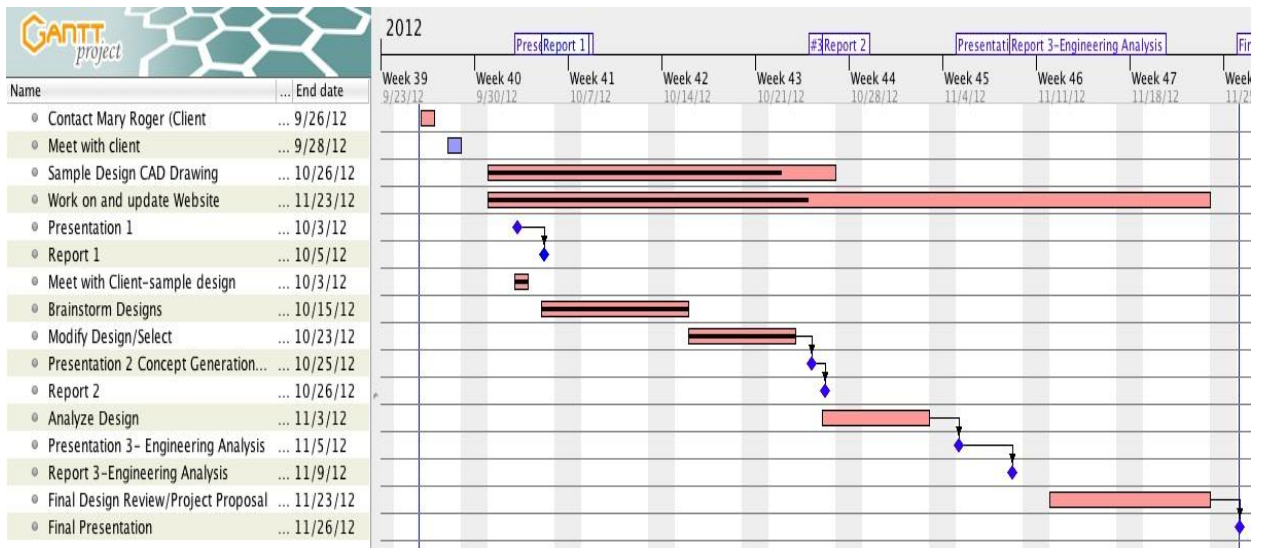 GANTT
project
2012
Prese Report 1
#3 Report 2
Presentati Report 3-Engineering Analysis
Fir
Week 39 Week 40 Week 41 Week 42 Week 43 Week 44 Week 45 Week 46 Week 47 Week
9/23/12 9/30/12 10/7/12 10/14/12 10/21/12 10/28/12 11/4/12 11/11/12 11/18/12 11/2
Name ... End date
Contact Mary Roger (Client ... 9/26/12
Meet with client ... 9/28/12
Sample Design CAD Drawing ... 10/26/12
Work on and update Website ... 11/23/12
Presentation 1 ... 10/3/12
Report 1 ... 10/5/12
Meet with Client-sample design ... 10/3/12
Brainstorm Designs ... 10/15/12
Modify Design/Select ... 10/23/12
Presentation 2 Concept Generation... ... 10/25/12
Report 2 ... 10/26/12
Analyze Design ... 11/3/12
Presentation 3- Engineering Analysis ... 11/5/12
Report 3-Engineering Analysis ... 11/9/12
Final Design Review/Project Proposal ... 11/23/12
Final Presentation ... 11/26/12